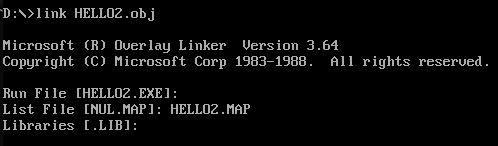 D:\>link HELLO2.obj
Microsoft (R) Overlay Linker  Version 3.64
Copyright (C) Microsoft Corp 1983-1988.  All rights reserved.
Run File [HELLO2.EXE]:
List File [NUL.MAP]: HELLO2.MAP
Libraries [.LIB]: